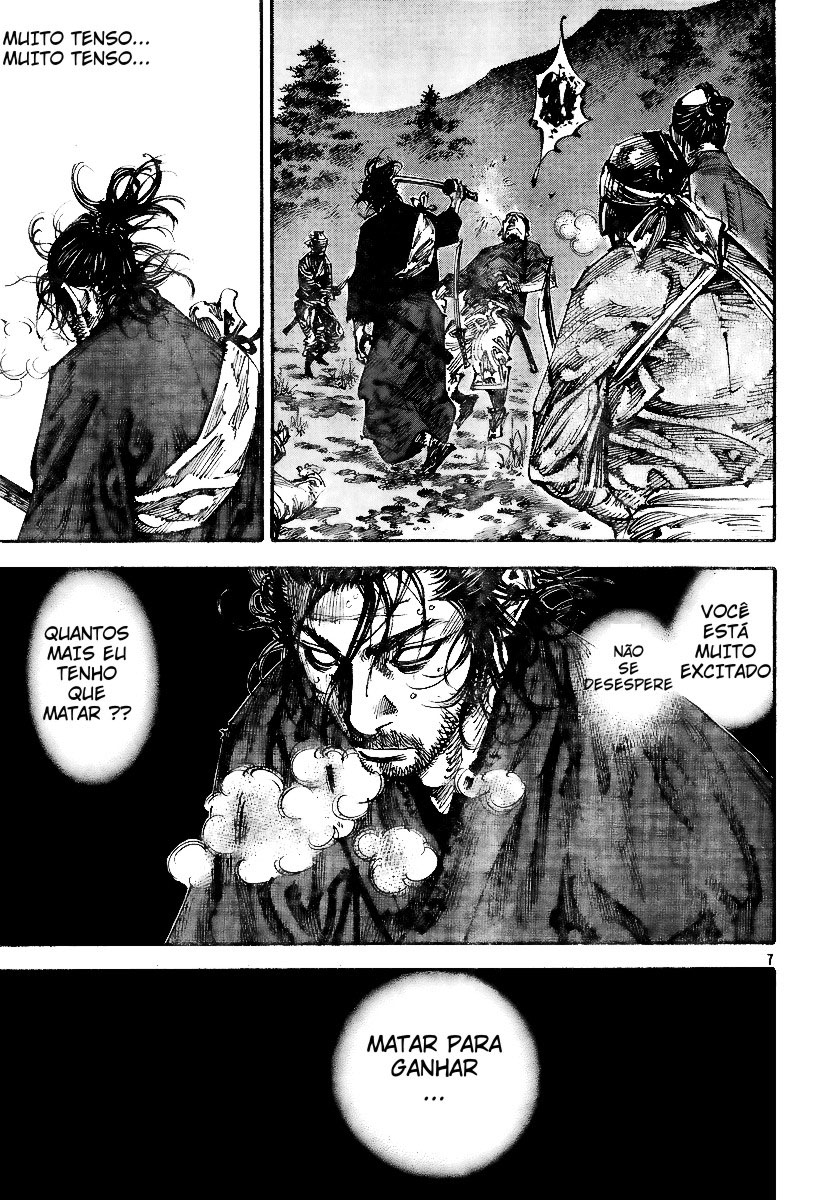 MUITO TENSO...
MUITO TENSO...
VOCÊ
ESTÁ
MUITO
EXCITADO
NÃO
SE
DESESPERE
QUANTOS
MAIS EU
TENHO
QUE
MATAR ??
7
MATAR PARA
GANHAR
...